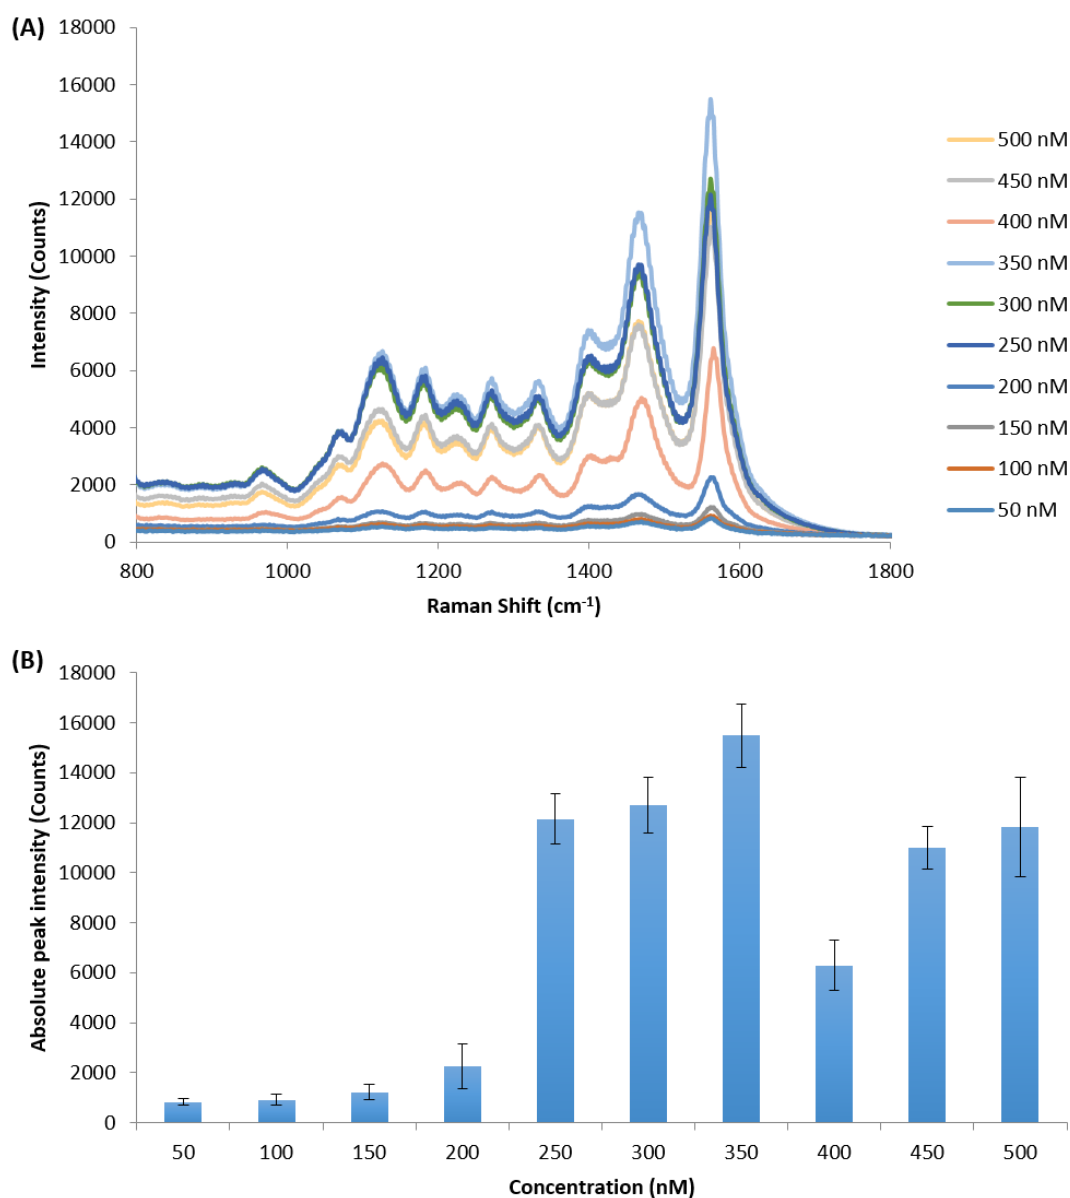 (A)
18000
16000
14000
12000
10000
8000
6000
4000
2000
0
Intensity (Counts)
800 1000 1200 1400 1600 1800
Raman Shift (cm⁻¹)
500 nM
450 nM
400 nM
350 nM
300 nM
250 nM
200 nM
150 nM
100 nM
50 nM
(B)
18000
16000
14000
12000
10000
8000
6000
4000
2000
0
Absolute peak intensity (Counts)
50 100 150 200 250 300 350 400 450 500
Concentration (nM)